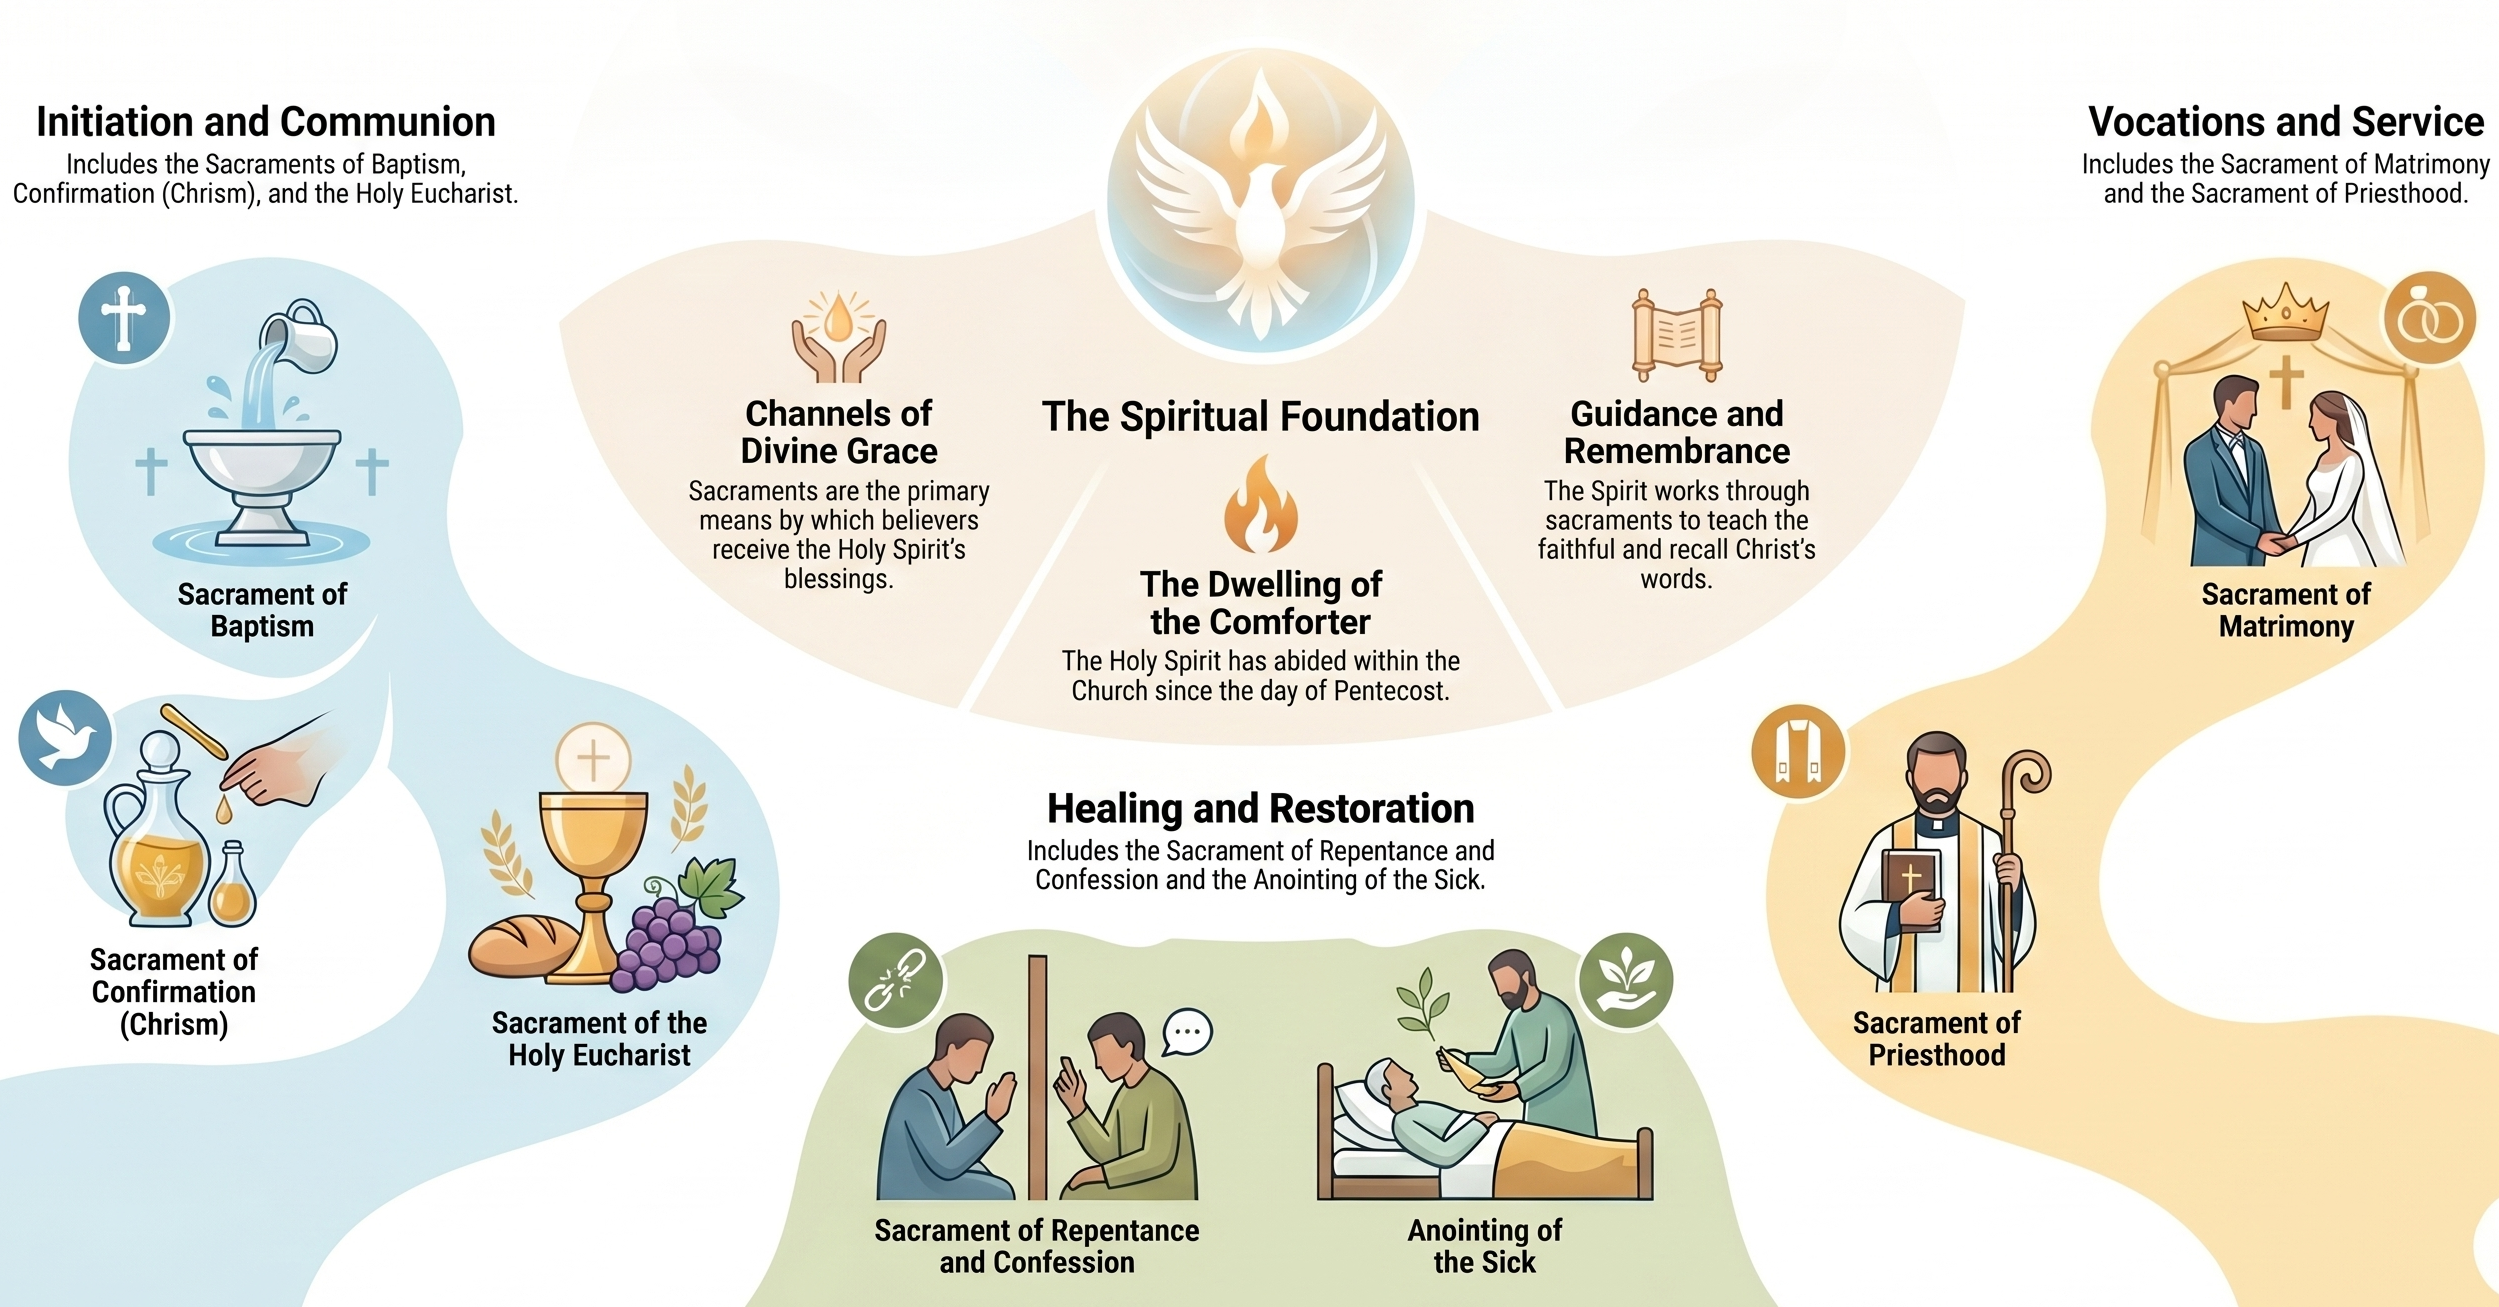 Initiation and Communion
Includes the Sacraments of Baptism,
Confirmation (Chrism), and the Holy Eucharist.
Sacrament of
Baptism
Sacrament of
Confirmation
(Chrism)
Sacrament of the
Holy Eucharist
The Spiritual Foundation
Channels of
Divine Grace
Sacraments are the primary
means by which believers
receive the Holy Spirit's
blessings.
The Dwelling of
the Comforter
The Holy Spirit has abided within the
Church since the day of Pentecost.
Guidance and
Remembrance
The Spirit works through
sacraments to teach the
faithful and recall Christ's
words.
Healing and Restoration
Includes the Sacrament of Repentance and
Confession and the Anointing of the Sick.
Sacrament of Repentance
and Confession
Anointing of
the Sick
Vocations and Service
Includes the Sacrament of Matrimony
and the Sacrament of Priesthood.
Sacrament of
Matrimony
Sacrament of
Priesthood